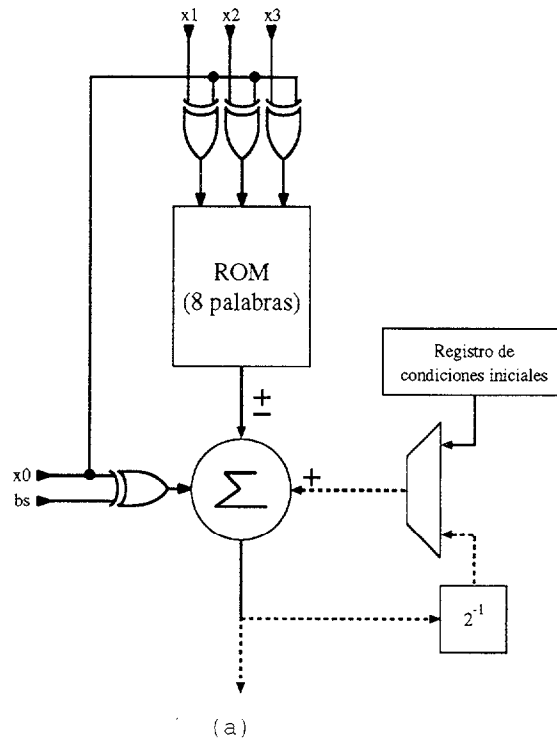 x1 x2 x3
ROM
(8 palabras)
Registro de
condiciones iniciales
±
x0
bs
Σ
+
2⁻¹
(a)